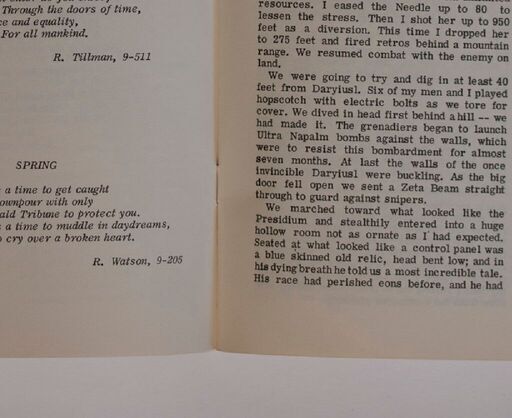 Through the doors of time,
ce and equality,
For all mankind.
R. Tillman, 9-511
SPRING
a time to get caught
ownpour with only
ald Tribune to protect you.
a time to muddle in daydreams,
cry over a broken heart.
R. Watson, 9-205
resources. I eased the Needle up to 80 to
lessen the stress. Then I shot her up to 950
feet as a diversion. This time I dropped her
to 275 feet and fired retros behind a mountain
range. We resumed combat with the enemy on
land.
We were going to try and dig in at least 40
feet from Daryiusl. Six of my men and I played
hopscotch with electric bolts as we tore for
cover. We dived in head first behind a hill -- we
had made it. The grenadiers began to launch
Ultra Napalm bombs against the walls, which
were to resist this bombardment for almost
seven months. At last the walls of the once
invincible Daryiusl were buckling. As the big
door fell open we sent a Zeta Beam straight
through to guard against snipers.
We marched toward what looked like the
Presidium and stealthily entered into a huge
hollow room not as ornate as I had expected.
Seated at what looked like a control panel was
a blue skinned old relic, head bent low; and in
his dying breath he told us a most incredible tale.
His race had perished eons before, and he had